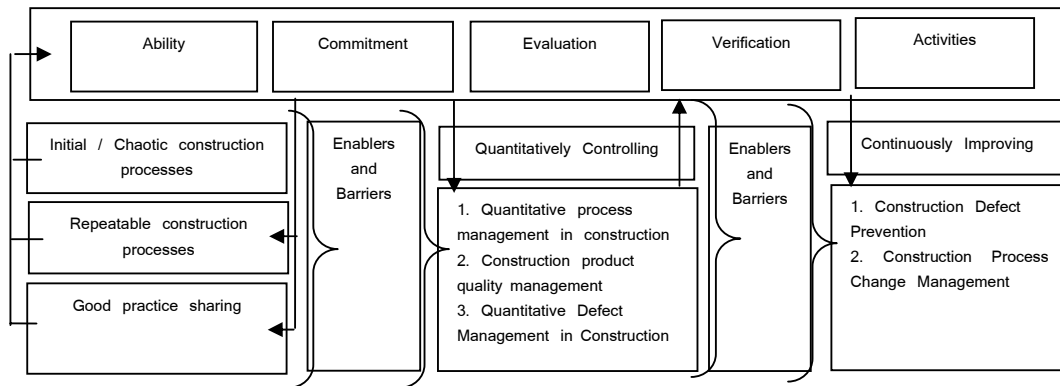 Ability
Commitment
Evaluation
Verification
Activities
Initial / Chaotic construction
processes
Repeatable construction
processes
Good practice sharing
Enablers
and
Barriers
Quantitatively Controlling
1. Quantitative process
management in construction
2. Construction product
quality management
3. Quantitative Defect
Management in Construction
Enablers
and
Barriers
Continuously Improving
1. Construction Defect
Prevention
2. Construction Process
Change Management